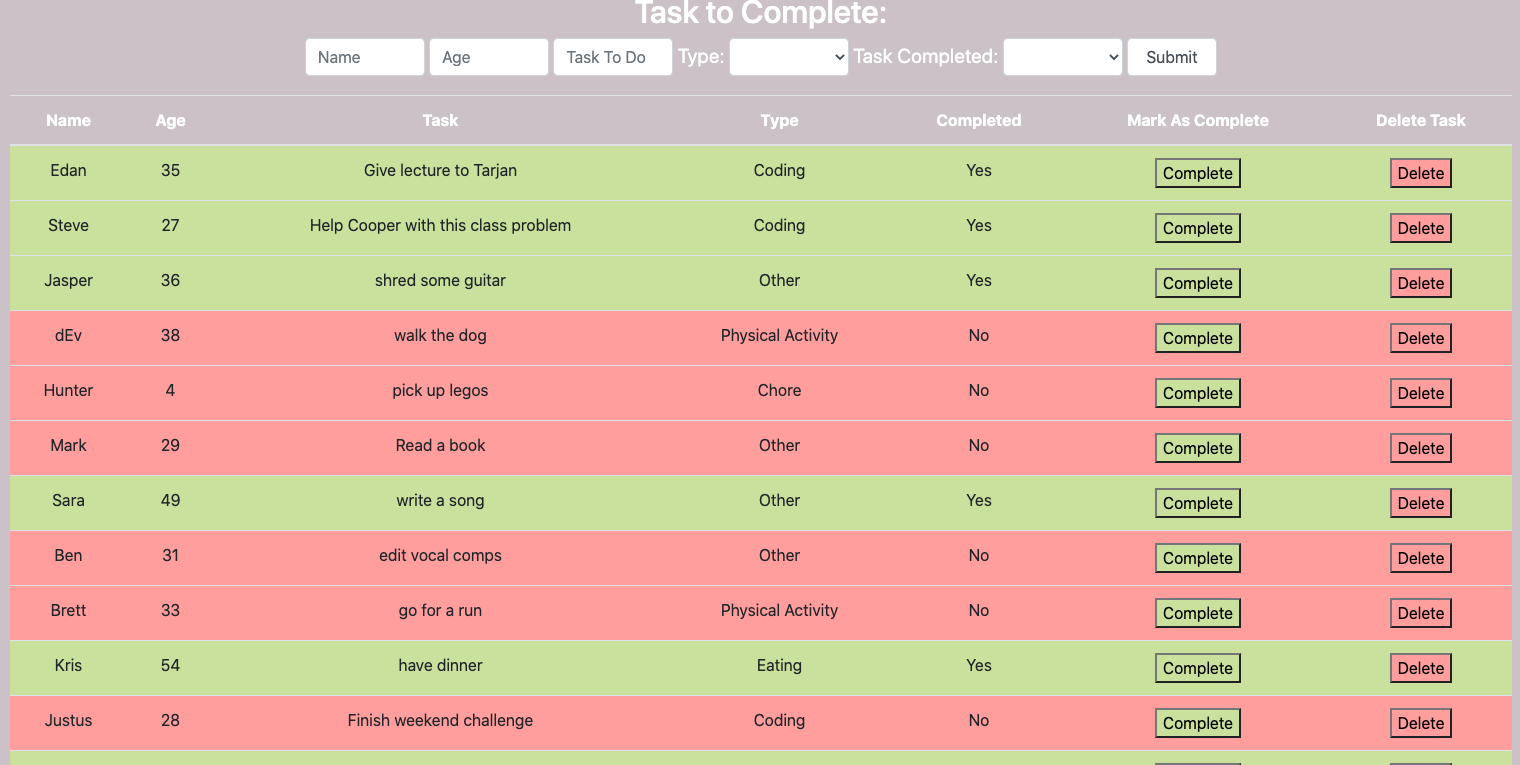 Task to Complete:
Name Age Task To Do Type: Task Completed: Submit
Name Age Task Type Completed Mark As Complete Delete Task
Edan 35 Give lecture to Tarjan Coding Yes Complete Delete
Steve 27 Help Cooper with this class problem Coding Yes Complete Delete
Jasper 36 shred some guitar Other Yes Complete Delete
dEv 38 walk the dog Physical Activity No Complete Delete
Hunter 4 pick up legos Chore No Complete Delete
Mark 29 Read a book Other No Complete Delete
Sara 49 write a song Other Yes Complete Delete
Ben 31 edit vocal comps Other No Complete Delete
Brett 33 go for a run Physical Activity No Complete Delete
Kris 54 have dinner Eating Yes Complete Delete
Justus 28 Finish weekend challenge Coding No Complete Delete